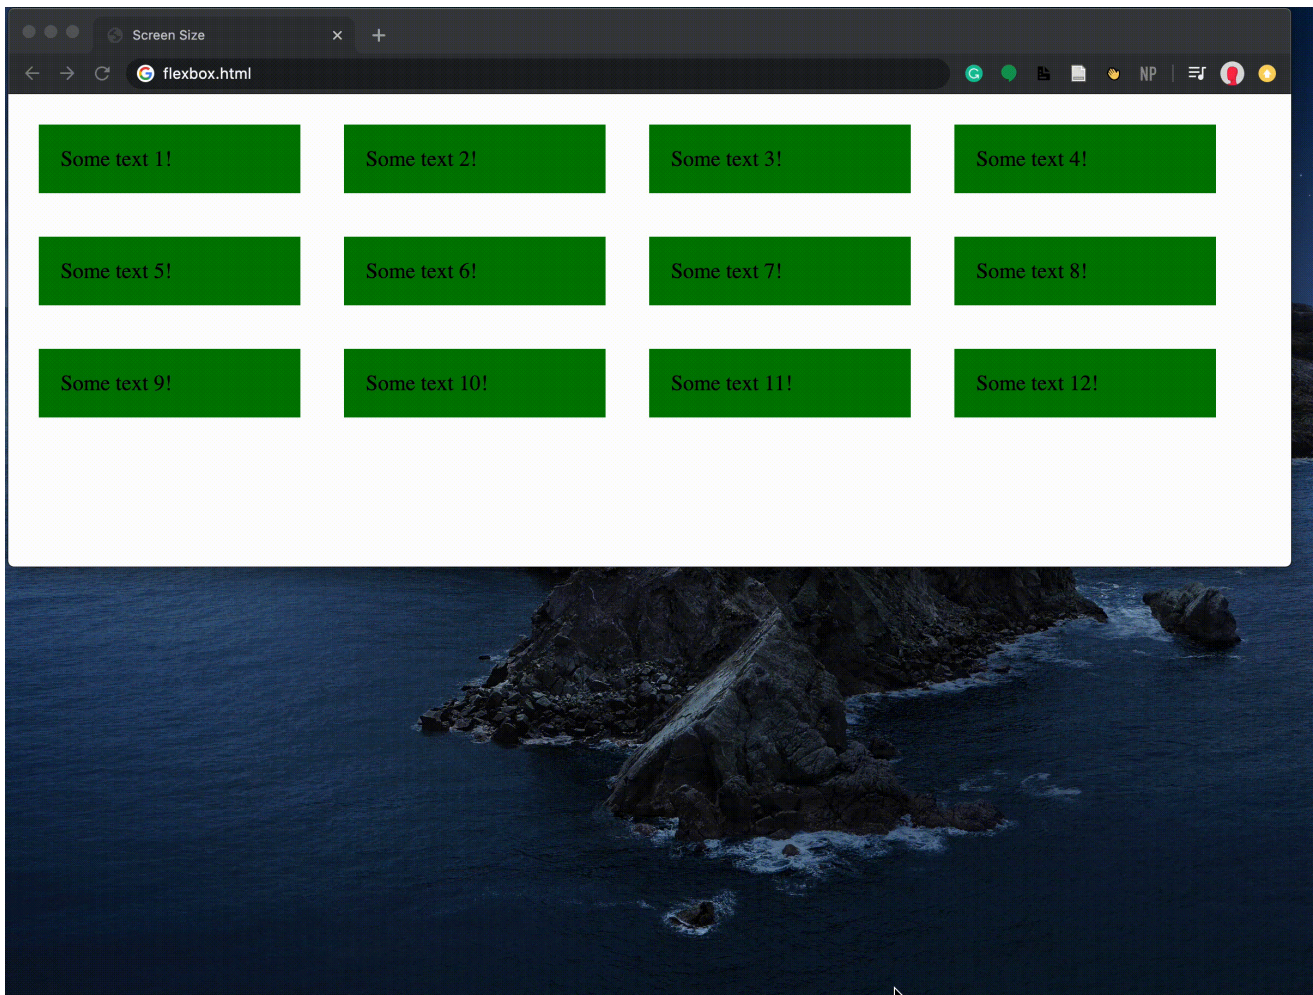 Screen Size
flexbox.html
NP
Some text 1! Some text 2! Some text 3! Some text 4!
Some text 5! Some text 6! Some text 7! Some text 8!
Some text 9! Some text 10! Some text 11! Some text 12!